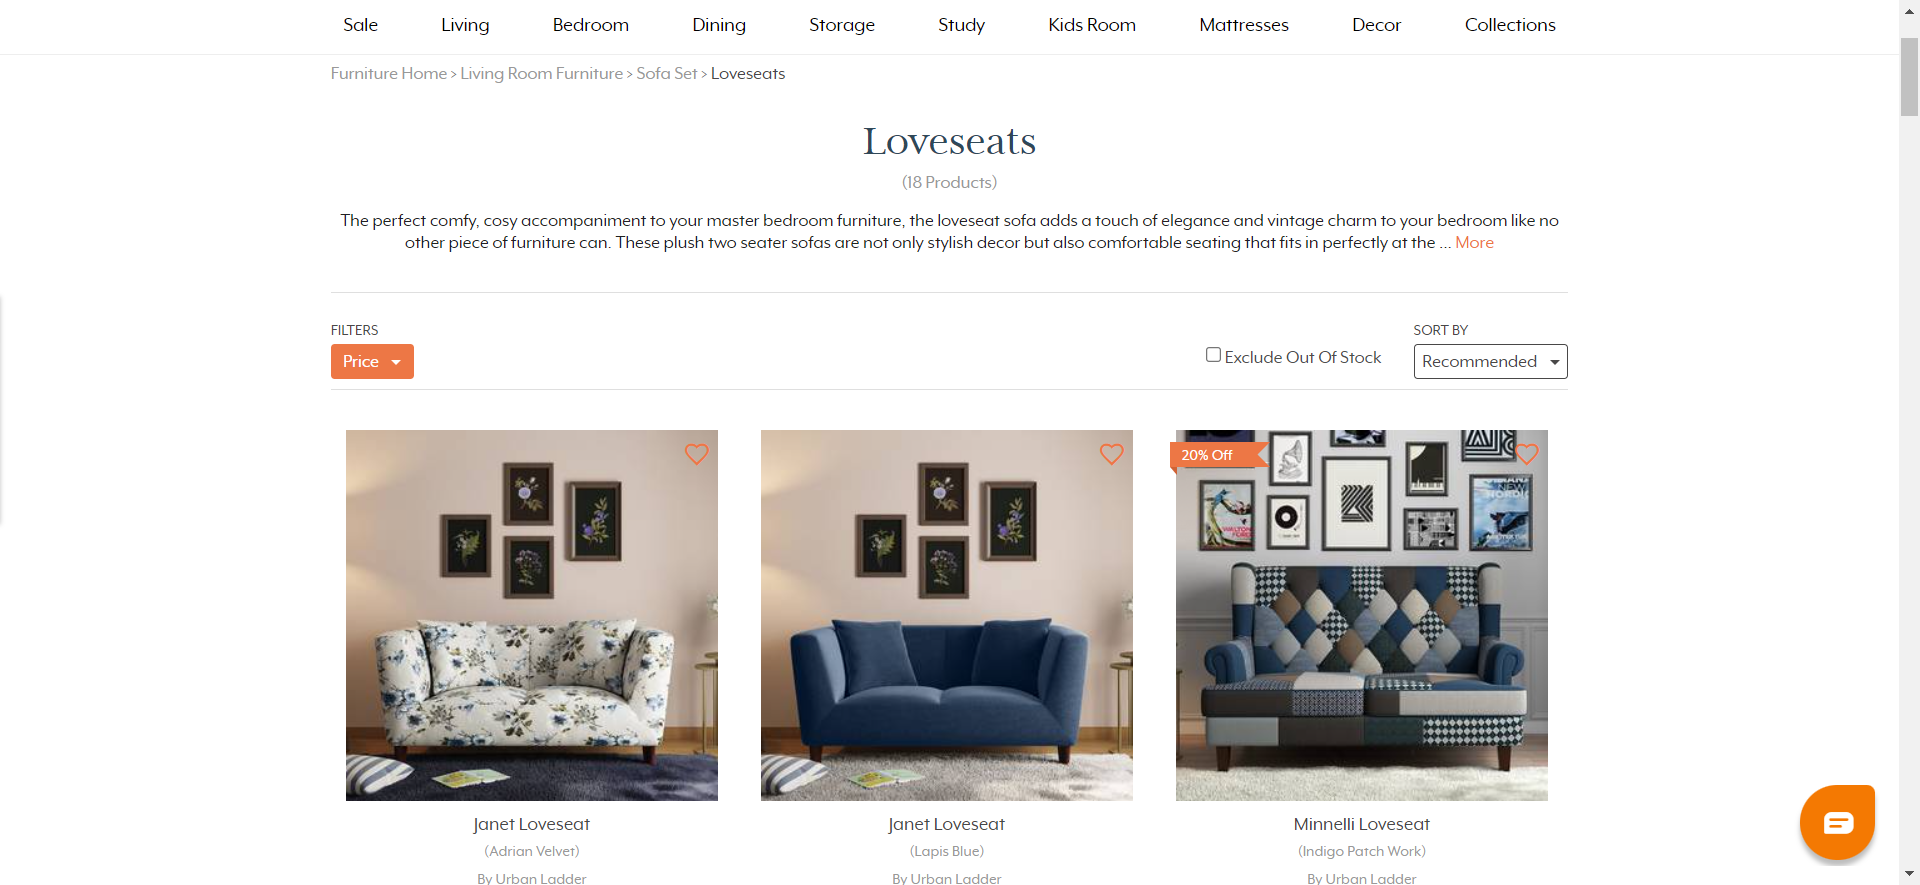 Sale Living Bedroom Dining Storage Study Kids Room Mattresses Decor Collections
Furniture Home > Living Room Furniture > Sofa Set > Loveseats
Loveseats
(18 Products)
The perfect comfy, cosy accompaniment to your master bedroom furniture, the loveseat sofa adds a touch of elegance and vintage charm to your bedroom like no
other piece of furniture can. These plush two seater sofas are not only stylish decor but also comfortable seating that fits in perfectly at the ... More
FILTERS
Price
Exclude Out Of Stock
SORT BY
Recommended
20% Off
Janet Loveseat
(Adrian Velvet)
By Urban Ladder
Janet Loveseat
(Lapis Blue)
By Urban Ladder
Minnelli Loveseat
(Indigo Patch Work)
By Urban Ladder